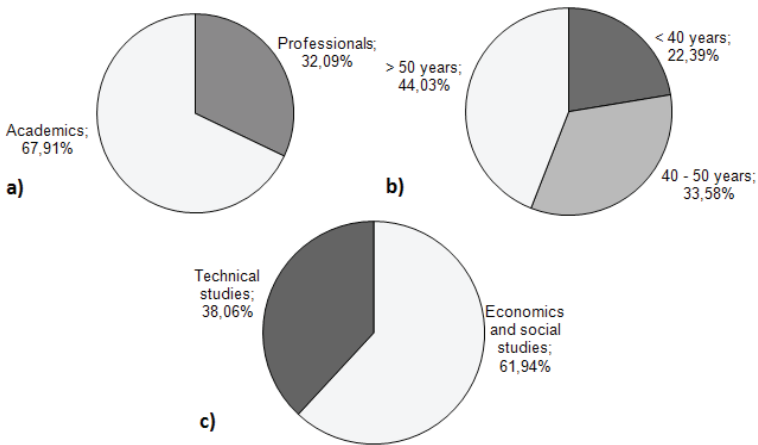 Professionals;
32,09%
Academics;
67,91%
a)
< 40 years;
22,39%
> 50 years;
44,03%
40 - 50 years;
33,58%
b)
Technical
studies;
38,06%
Economics
and social
studies;
61,94%
c)